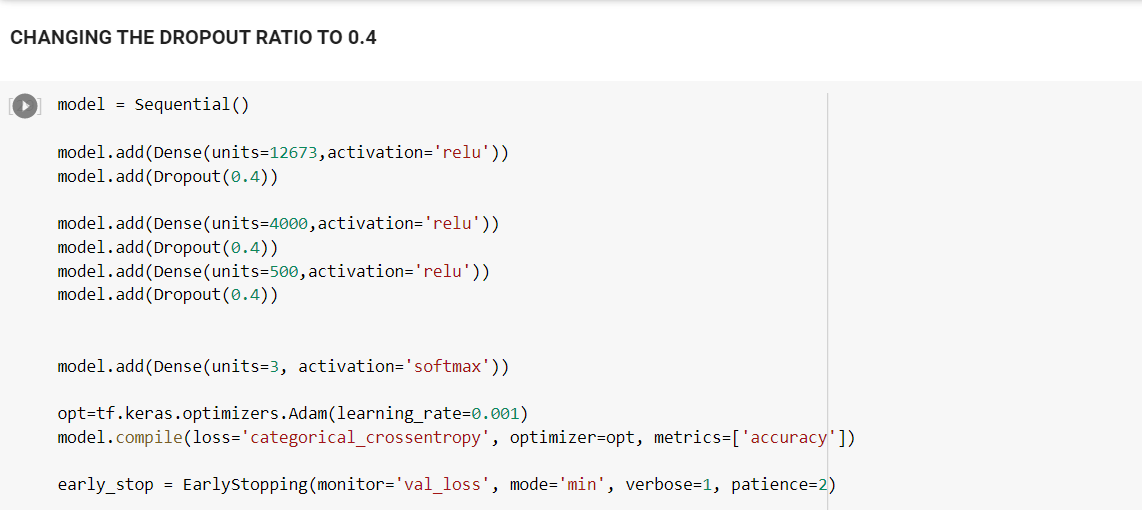 CHANGING THE DROPOUT RATIO TO 0.4
model = Sequential()
model.add(Dense(units=12673,activation='relu'))
model.add(Dropout(0.4))
model.add(Dense(units=4000,activation='relu'))
model.add(Dropout(0.4))
model.add(Dense(units=500,activation='relu'))
model.add(Dropout(0.4))
model.add(Dense(units=3, activation='softmax'))
opt=tf.keras.optimizers.Adam(learning_rate=0.001)
model.compile(loss='categorical_crossentropy', optimizer=opt, metrics=['accuracy'])
early_stop = EarlyStopping(monitor='val_loss', mode='min', verbose=1, patience=2)